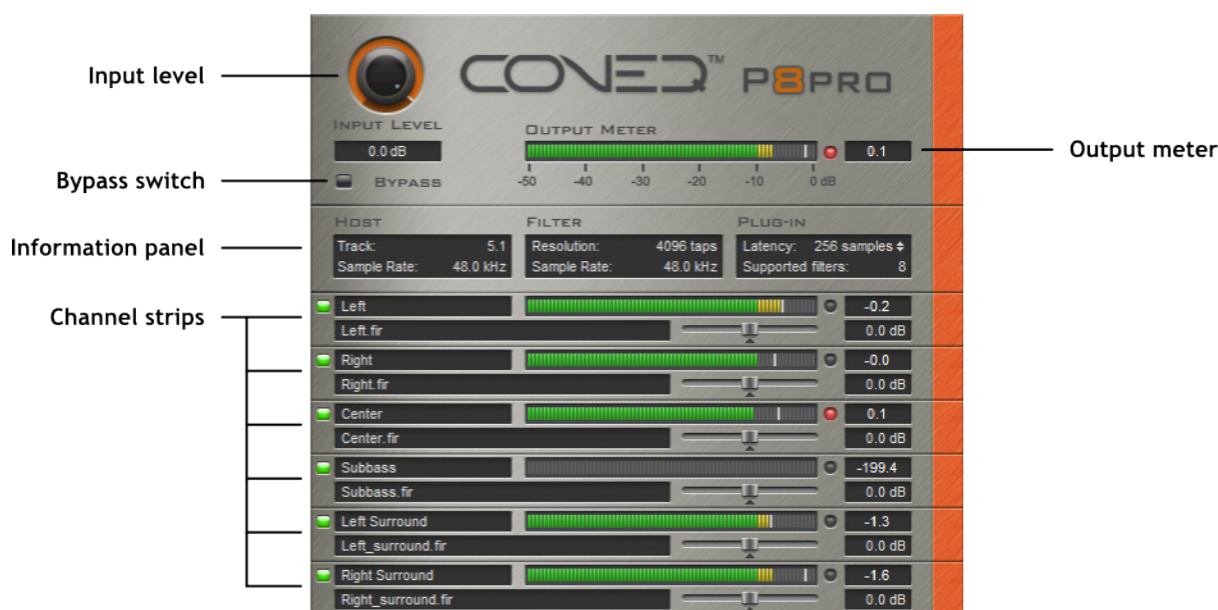 CONEQ™ P8PRO
Input level
INPUT LEVEL
0.0 dB
OUTPUT METER
0.1
Output meter
-50 -40 -30 -20 -10 0 dB
Bypass switch
BYPASS
Information panel
HOST
Track: 5.1
Sample Rate: 48.0 kHz
FILTER
Resolution: 4096 taps
Sample Rate: 48.0 kHz
PLUG-IN
Latency: 256 samples
Supported filters: 8
Channel strips
Left -0.2
Left.fir 0.0 dB
Right -0.0
Right.fir 0.0 dB
Center 0.1
Center.fir 0.0 dB
Subbass -199.4
Subbass.fir 0.0 dB
Left Surround -1.3
Left_surround.fir 0.0 dB
Right Surround -1.6
Right_surround.fir 0.0 dB